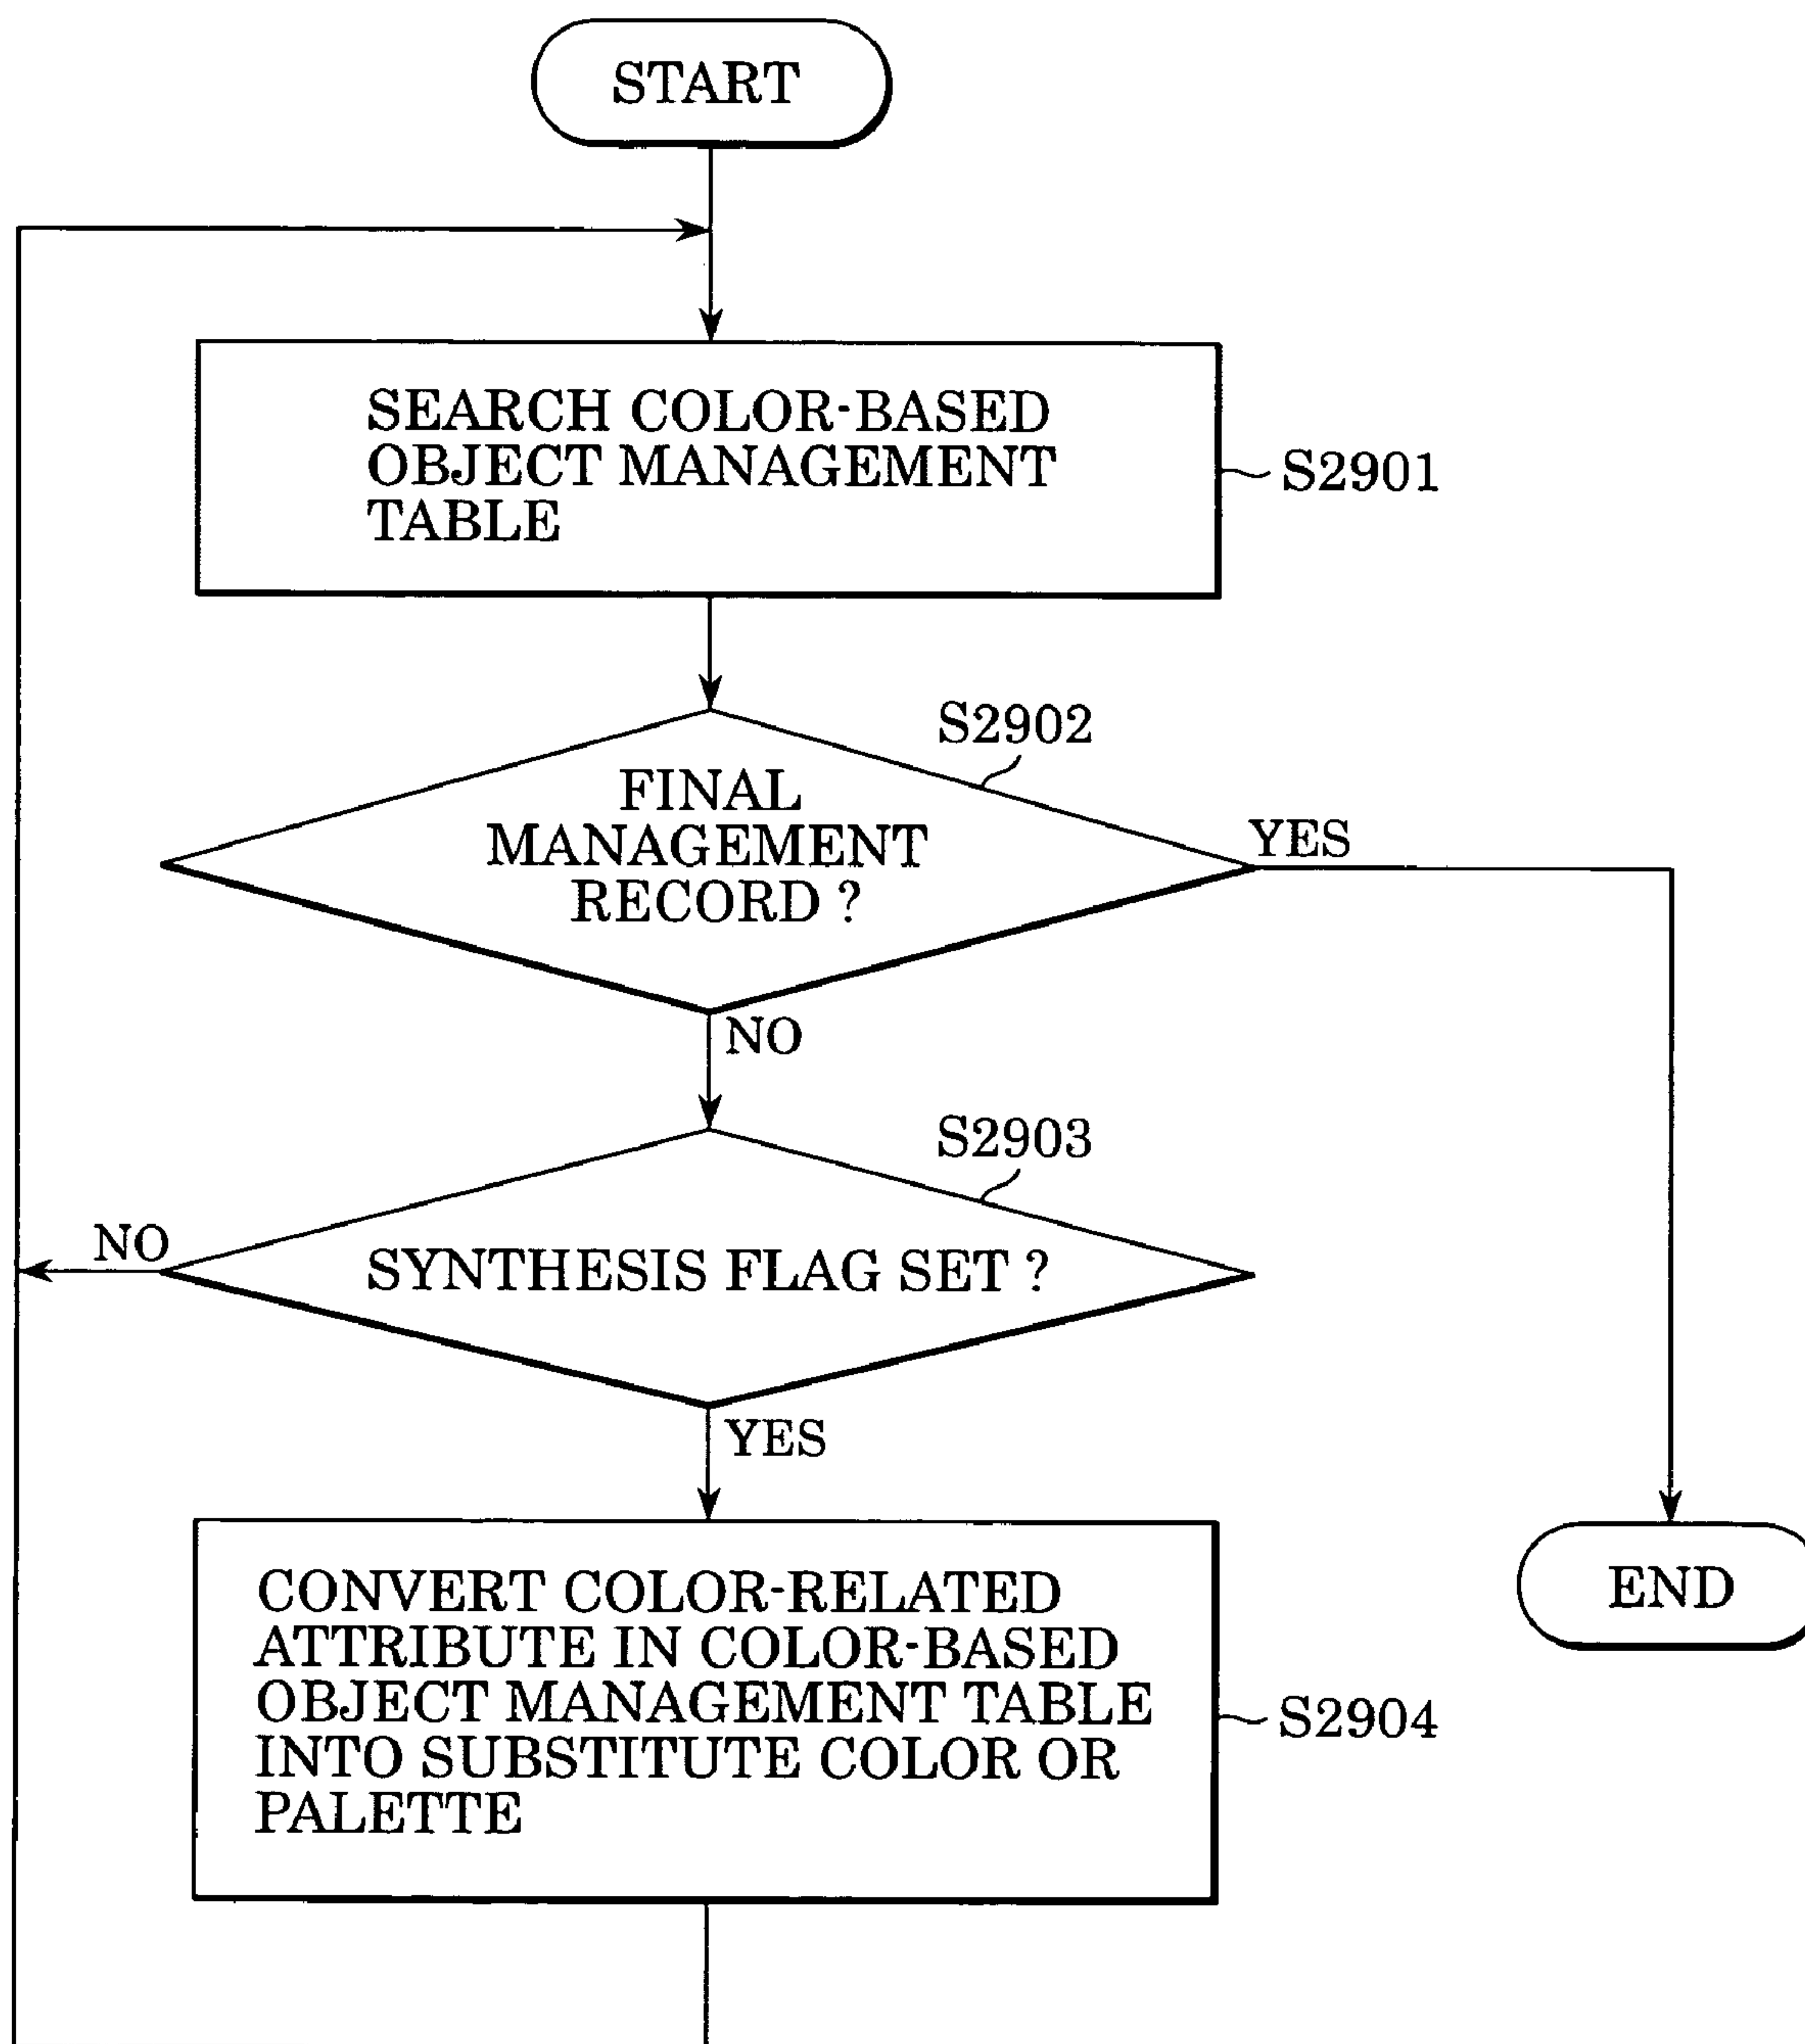 START
SEARCH COLOR-BASED
OBJECT MANAGEMENT
TABLE
S2901
S2902
FINAL
MANAGEMENT
RECORD ?
YES
NO
S2903
NO
SYNTHESIS FLAG SET ?
YES
CONVERT COLOR-RELATED
ATTRIBUTE IN COLOR-BASED
OBJECT MANAGEMENT TABLE
INTO SUBSTITUTE COLOR OR
PALETTE
S2904
END